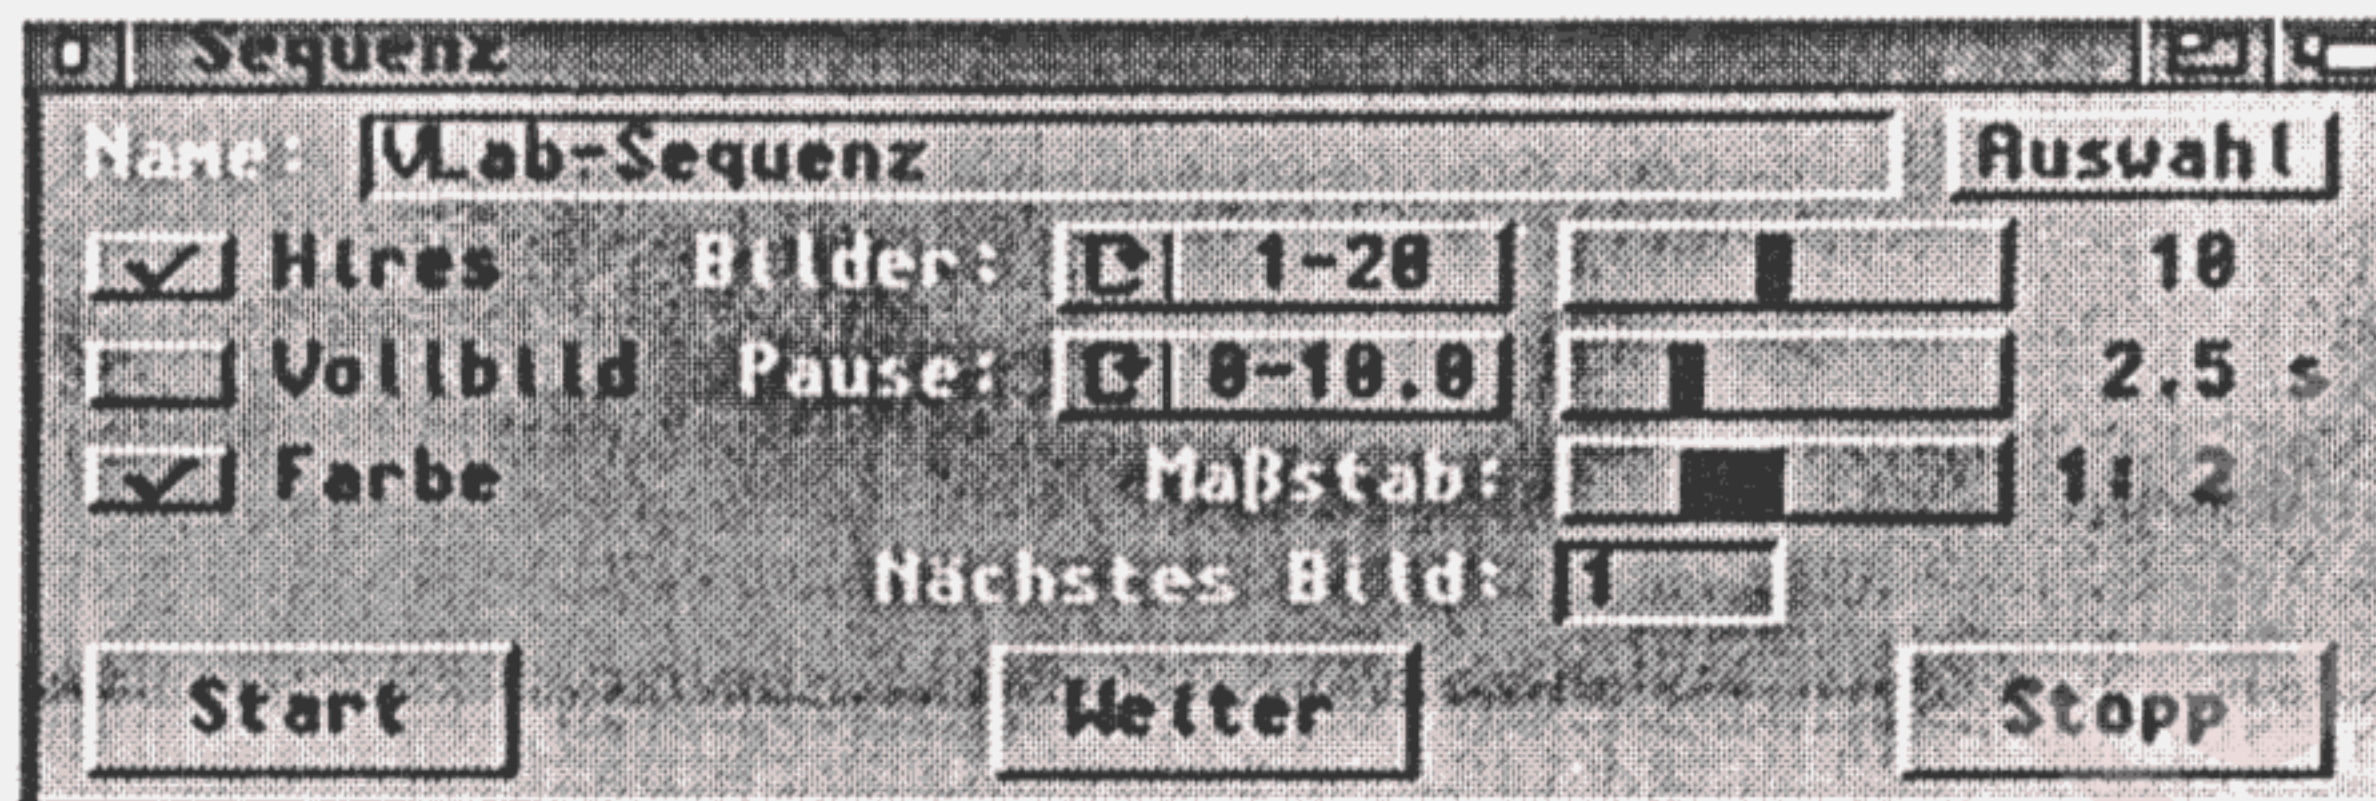 Sequenz
Name: VLab-Sequenz Auswahl
Hires Bilder: 1-20 10
Vollbild Pause: 0-10.0 2.5 s
Farbe Maßstab: 1: 2
Nächstes Bild: 1
Start Weiter Stopp